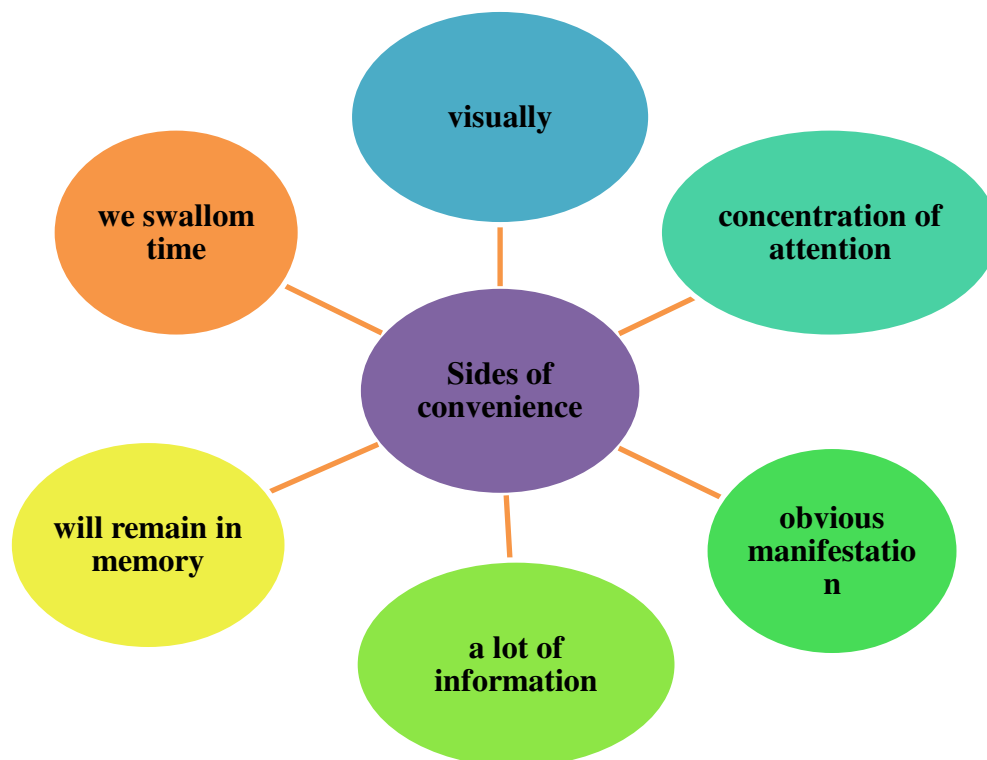 visually
we swallom
time
concentration of
attention
Sides of
convenience
will remain in
memory
obvious
manifestatio
n
a lot of
information